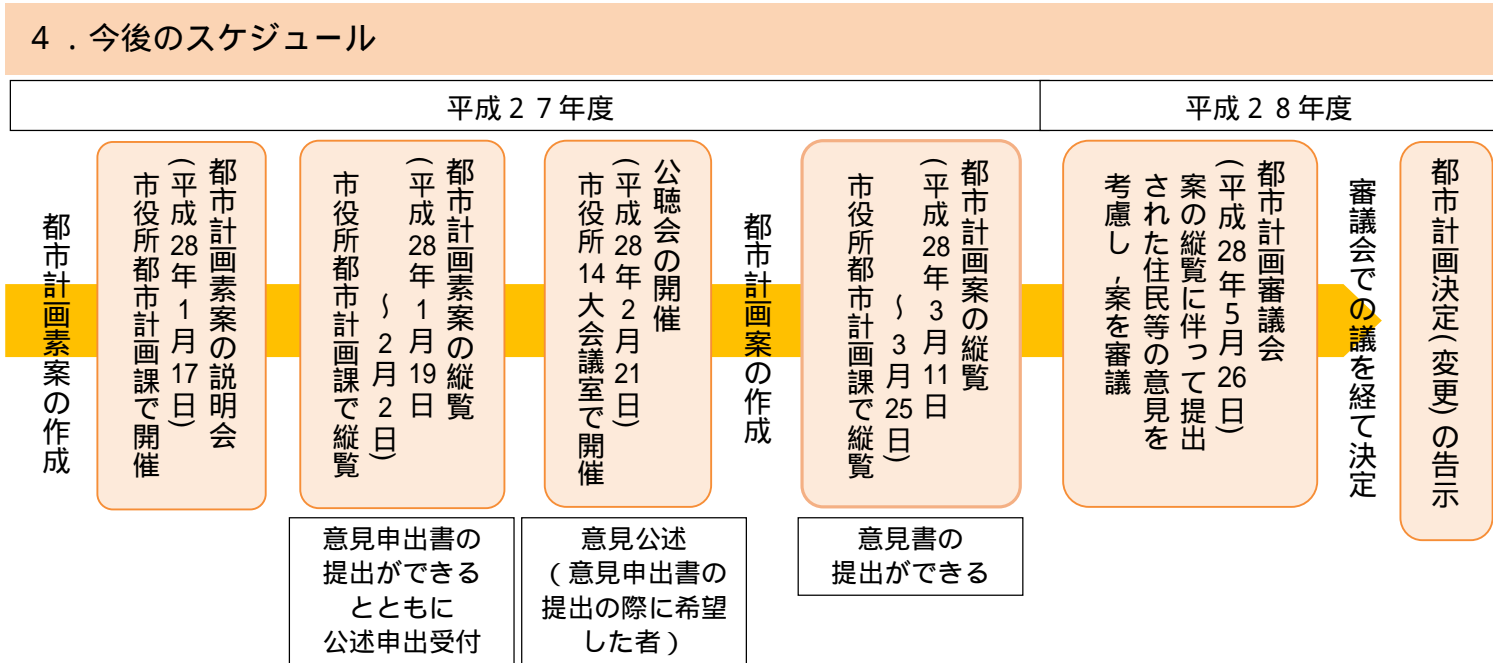 ４．今後のスケジュール
平成２７年度
平成２８年度
都市計画素案の作成
都市計画素案の説明会
(平成28年1月17日)
市役所都市計画課で開催
都市計画素案の縦覧
(平成28年1月19日
～2月2日)
市役所都市計画課で縦覧
意見申出書の
提出ができる
とともに
公述申出受付
公聴会の開催
(平成28年2月21日)
市役所14大会議室で開催
意見公述
(意見申出書の
提出の際に希望
した者)
都市計画案の作成
都市計画案の縦覧
(平成28年3月11日
～3月25日)
市役所都市計画課で縦覧
意見書の
提出ができる
都市計画審議会
(平成28年5月26日)
案の縦覧に伴って提出
された住民等の意見を
考慮し,案を審議
審議会での議を経て決定
都市計画決定(変更)の告示